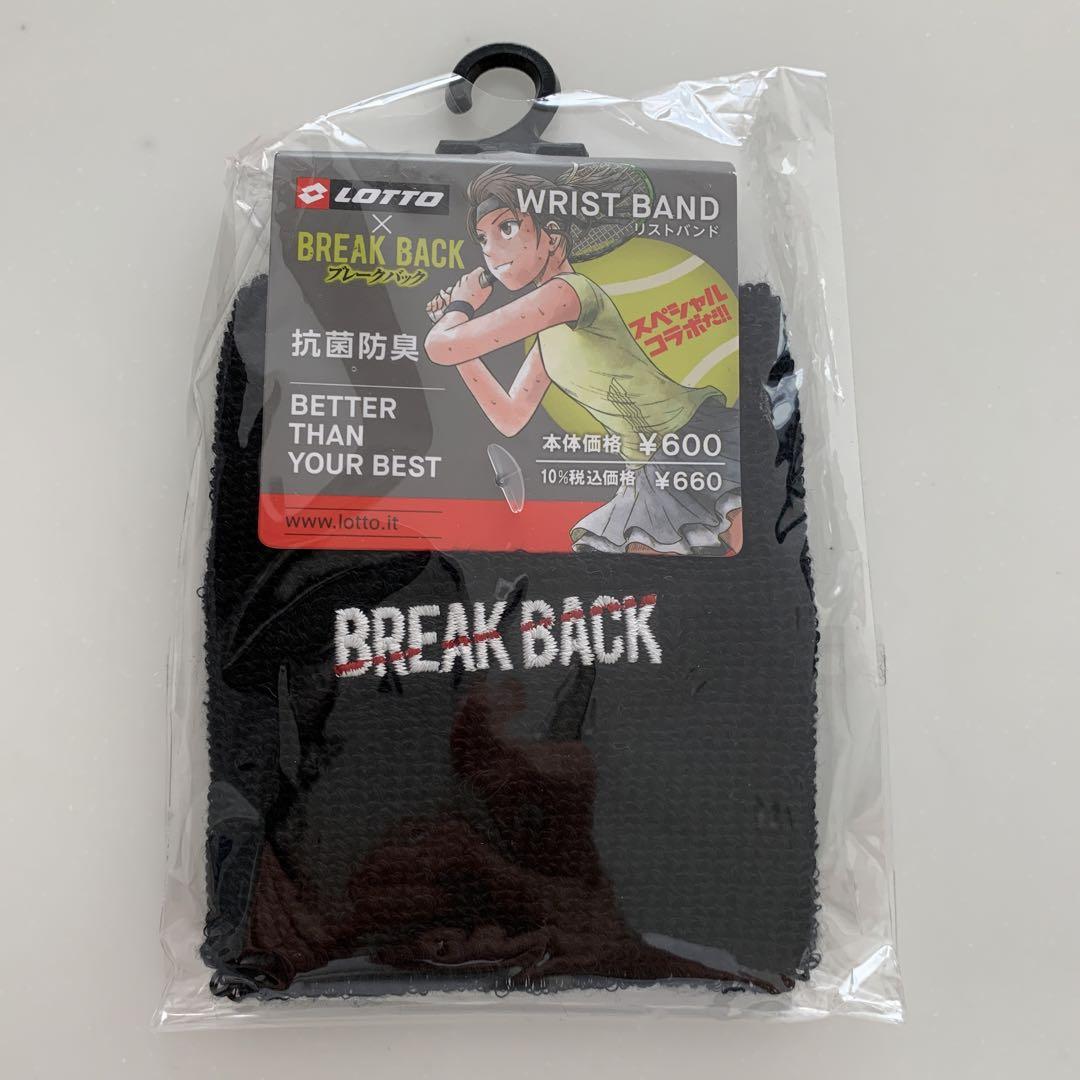 LOTTO
×
BREAK BACK
ブレークバック
WRIST BAND
リストバンド
スペシャル
コラボだ!!
抗菌防臭
BETTER
THAN
YOUR BEST
本体価格 ¥600
10%税込価格 ¥660
www.lotto.it
BREAK BACK